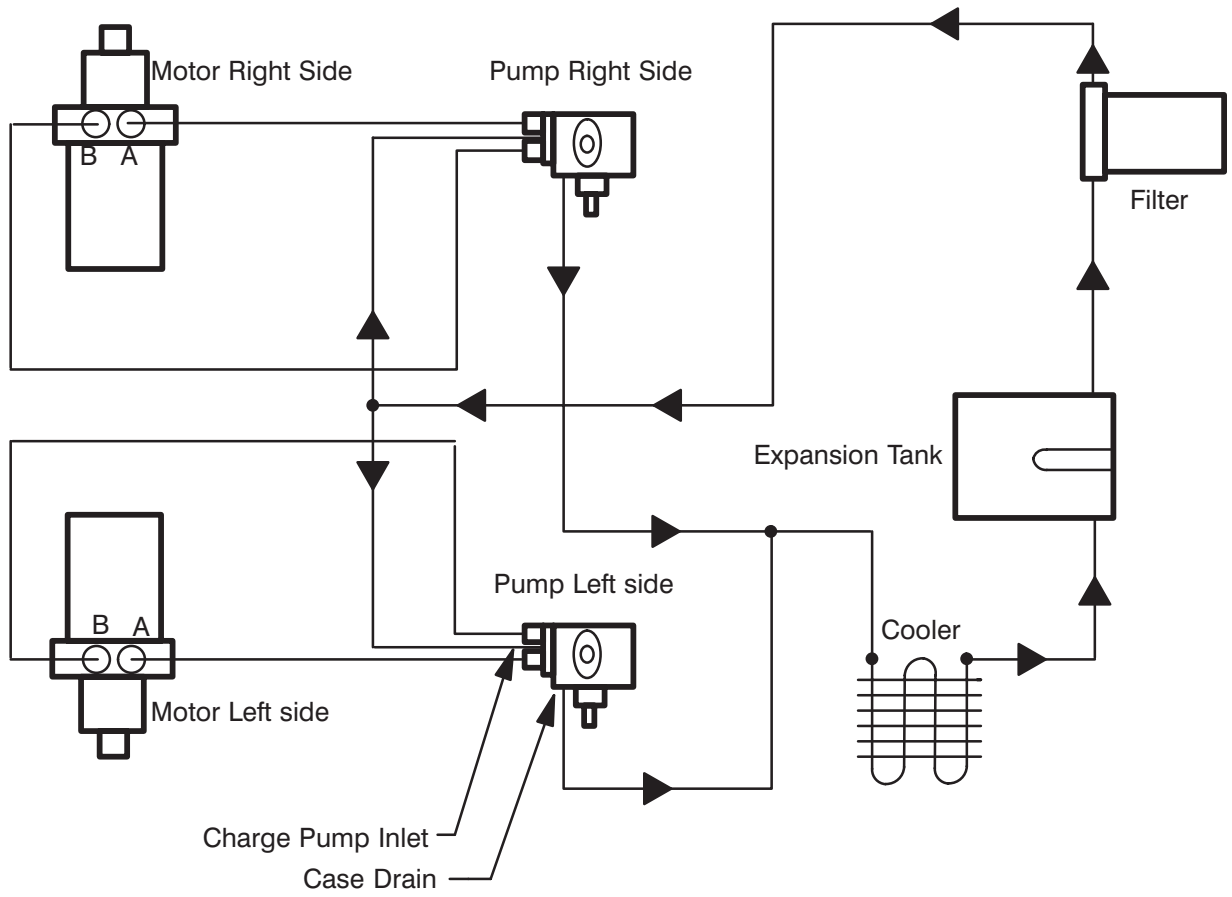 Motor Right Side
Pump Right Side
B A
Filter
Expansion Tank
Pump Left side
B A
Cooler
Motor Left side
Charge Pump Inlet
Case Drain